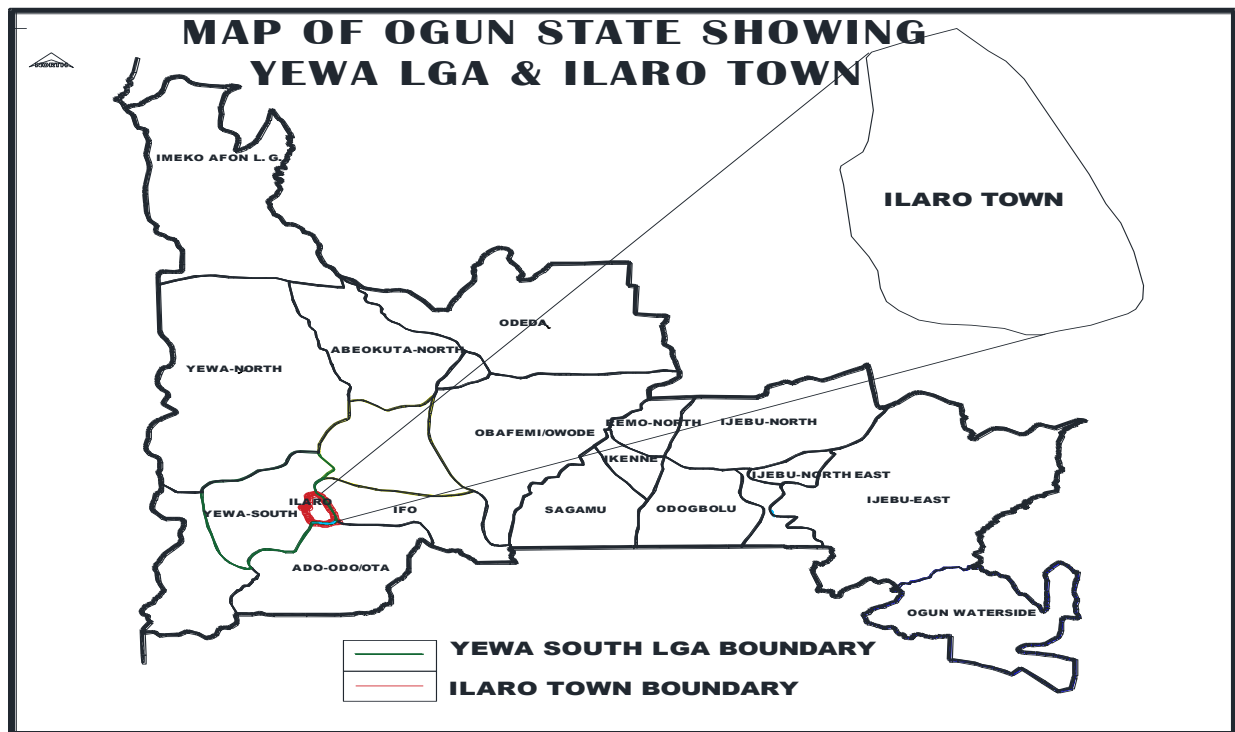 MAP OF OGUN STATE SHOWING
YEWA LGA & ILARO TOWN
NORTH
IMEKO AFON L. G.
ILARO TOWN
ODEDA
ABEOKUTA-NORTH
YEWA-NORTH
REMO-NORTH
IJEBU-NORTH
OBAFEMI/OWODE
IKENNE
IJEBU-NORTH EAST
IJEBU-EAST
ILARO
YEWA-SOUTH
IFO
SAGAMU
ODOGBOLU
ADO-ODO/OTA
OGUN WATERSIDE
YEWA SOUTH LGA BOUNDARY
ILARO TOWN BOUNDARY